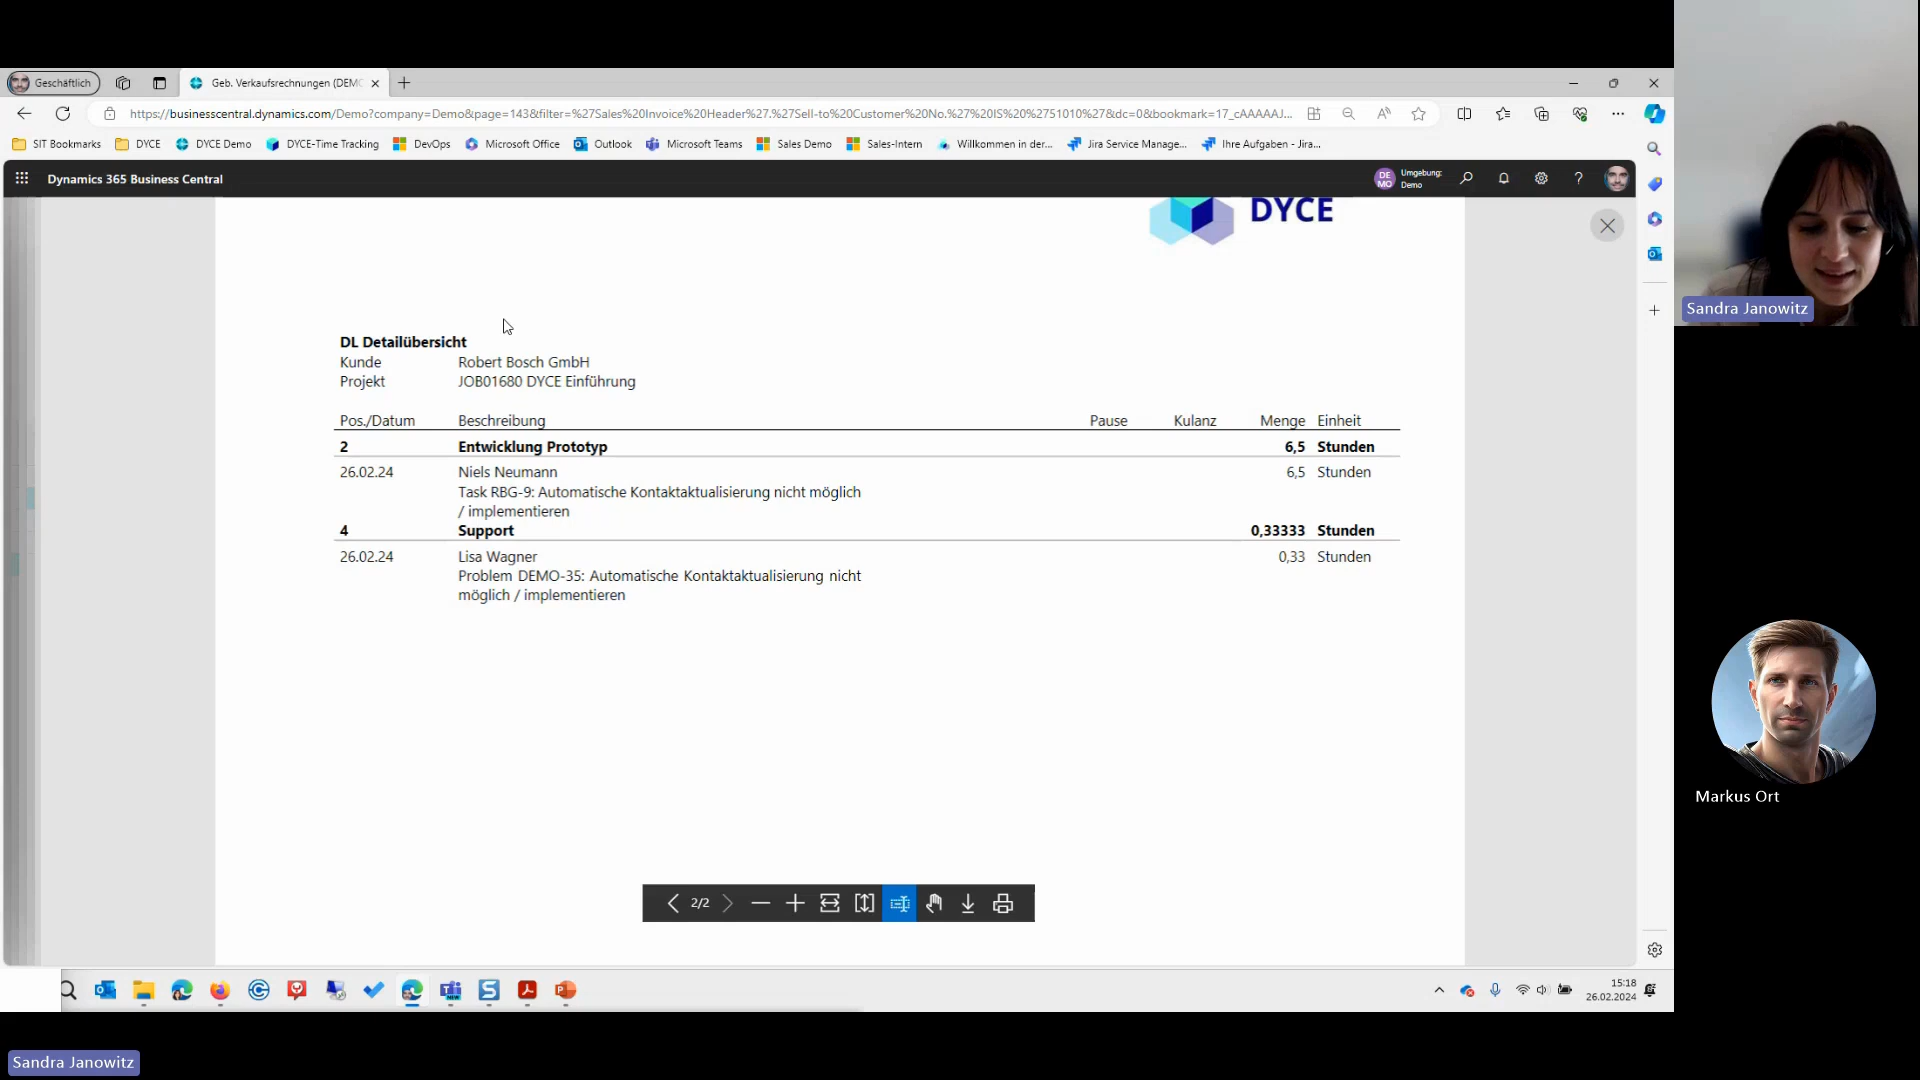 Geschäftlich
Geb. Verkaufsrechnungen (DEMO
https://businesscentral.dynamics.com/Demo?company=Demo&page=143&filter=%27Sales%20Invoice%20Header%27.%27Sell-to%20Customer%20No.%27%20IS%20%2751010%27&dc=0&bookmark=17_cAAAAAJ...
SIT Bookmarks
DYCE
DYCE Demo
DYCE-Time Tracking
DevOps
Microsoft Office
Outlook
Microsoft Teams
Sales Demo
Sales-Intern
Willkommen in der...
Jira Service Manage...
Ihre Aufgaben - Jira...
Dynamics 365 Business Central
DE
MO
Umgebung:
Demo
DYCE
DL Detailübersicht
Kunde Robert Bosch GmbH
Projekt JOB01680 DYCE Einführung
Pos./Datum Beschreibung Pause Kulanz Menge Einheit
2 Entwicklung Prototyp 6,5 Stunden
26.02.24 Niels Neumann 6,5 Stunden
Task RBG-9: Automatische Kontaktaktualisierung nicht möglich
/ implementieren
4 Support 0,33333 Stunden
26.02.24 Lisa Wagner 0,33 Stunden
Problem DEMO-35: Automatische Kontaktaktualisierung nicht
möglich / implementieren
2/2
15:18
26.02.2024
Sandra Janowitz
Markus Ort
Sandra Janowitz